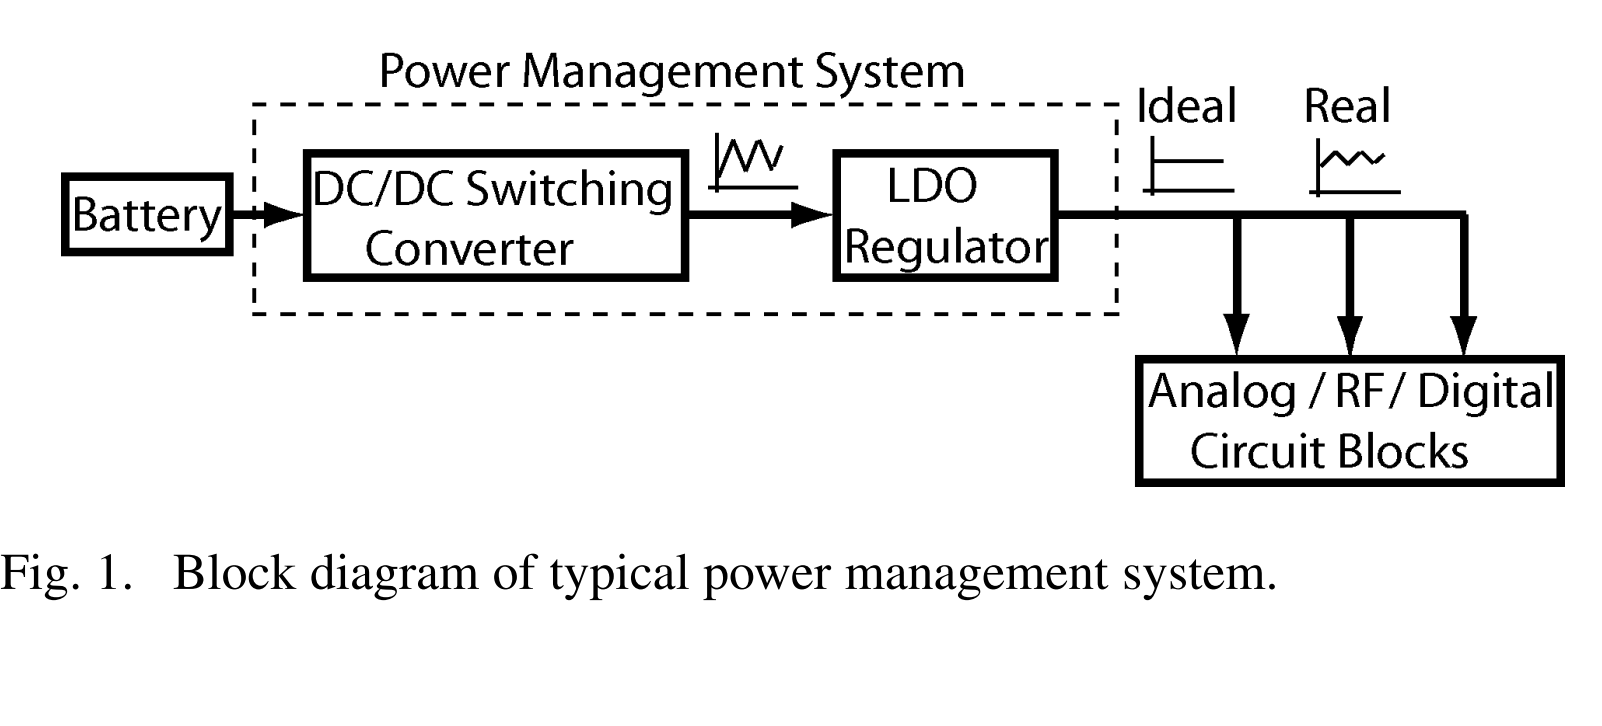 Power Management System
Ideal
Real
Battery
DC/DC Switching
Converter
LDO
Regulator
Analog / RF/ Digital
Circuit Blocks
Fig. 1. Block diagram of typical power management system.